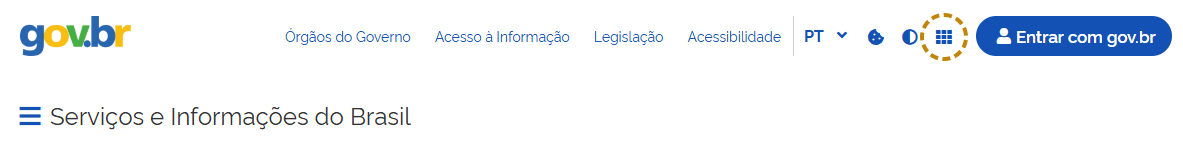 gov.br Órgãos do Governo Acesso à Informação Legislação Acessibilidade PT Entrar com gov.br
Serviços e Informações do Brasil